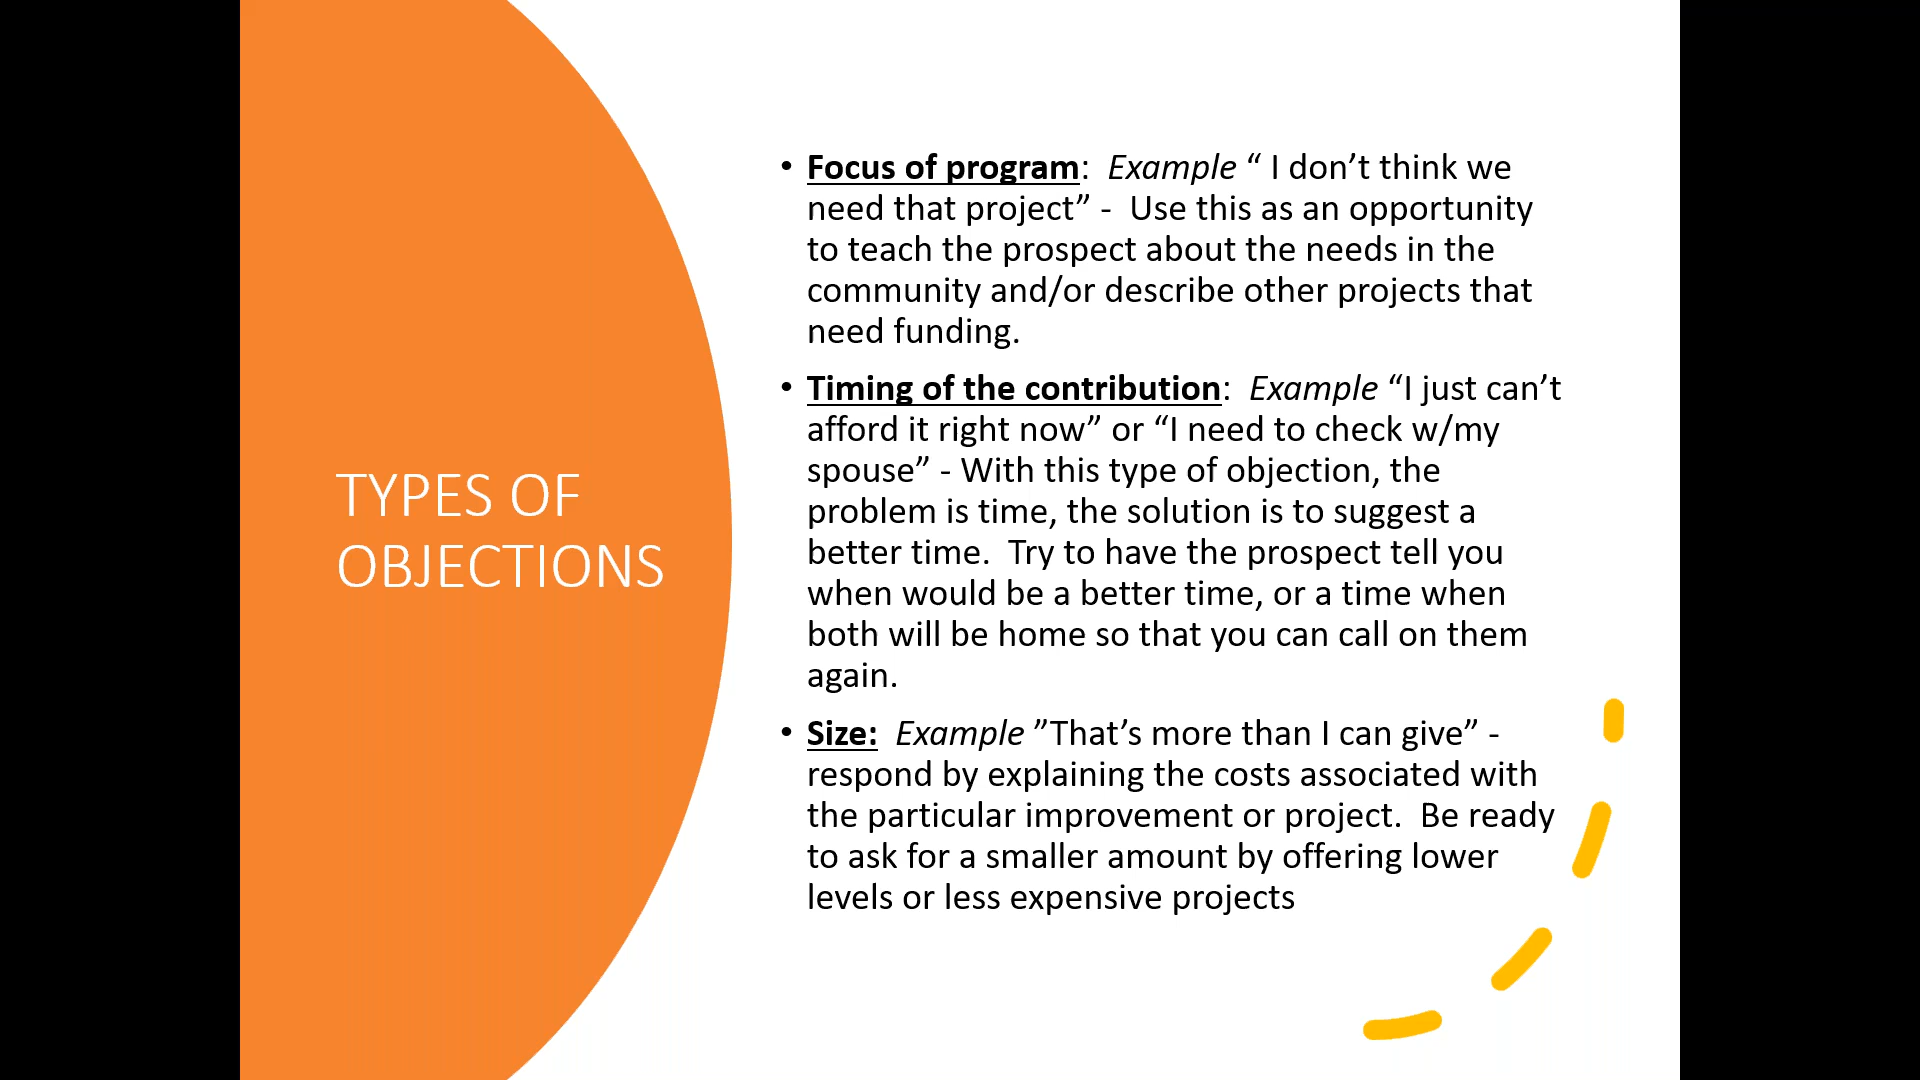 TYPES OF
OBJECTIONS
• Focus of program:  Example “ I don’t think we
need that project” -  Use this as an opportunity
to teach the prospect about the needs in the
community and/or describe other projects that
need funding.
• Timing of the contribution:  Example “I just can’t
afford it right now” or “I need to check w/my
spouse” - With this type of objection, the
problem is time, the solution is to suggest a
better time.  Try to have the prospect tell you
when would be a better time, or a time when
both will be home so that you can call on them
again.
• Size:  Example ”That’s more than I can give” -
respond by explaining the costs associated with
the particular improvement or project.  Be ready
to ask for a smaller amount by offering lower
levels or less expensive projects